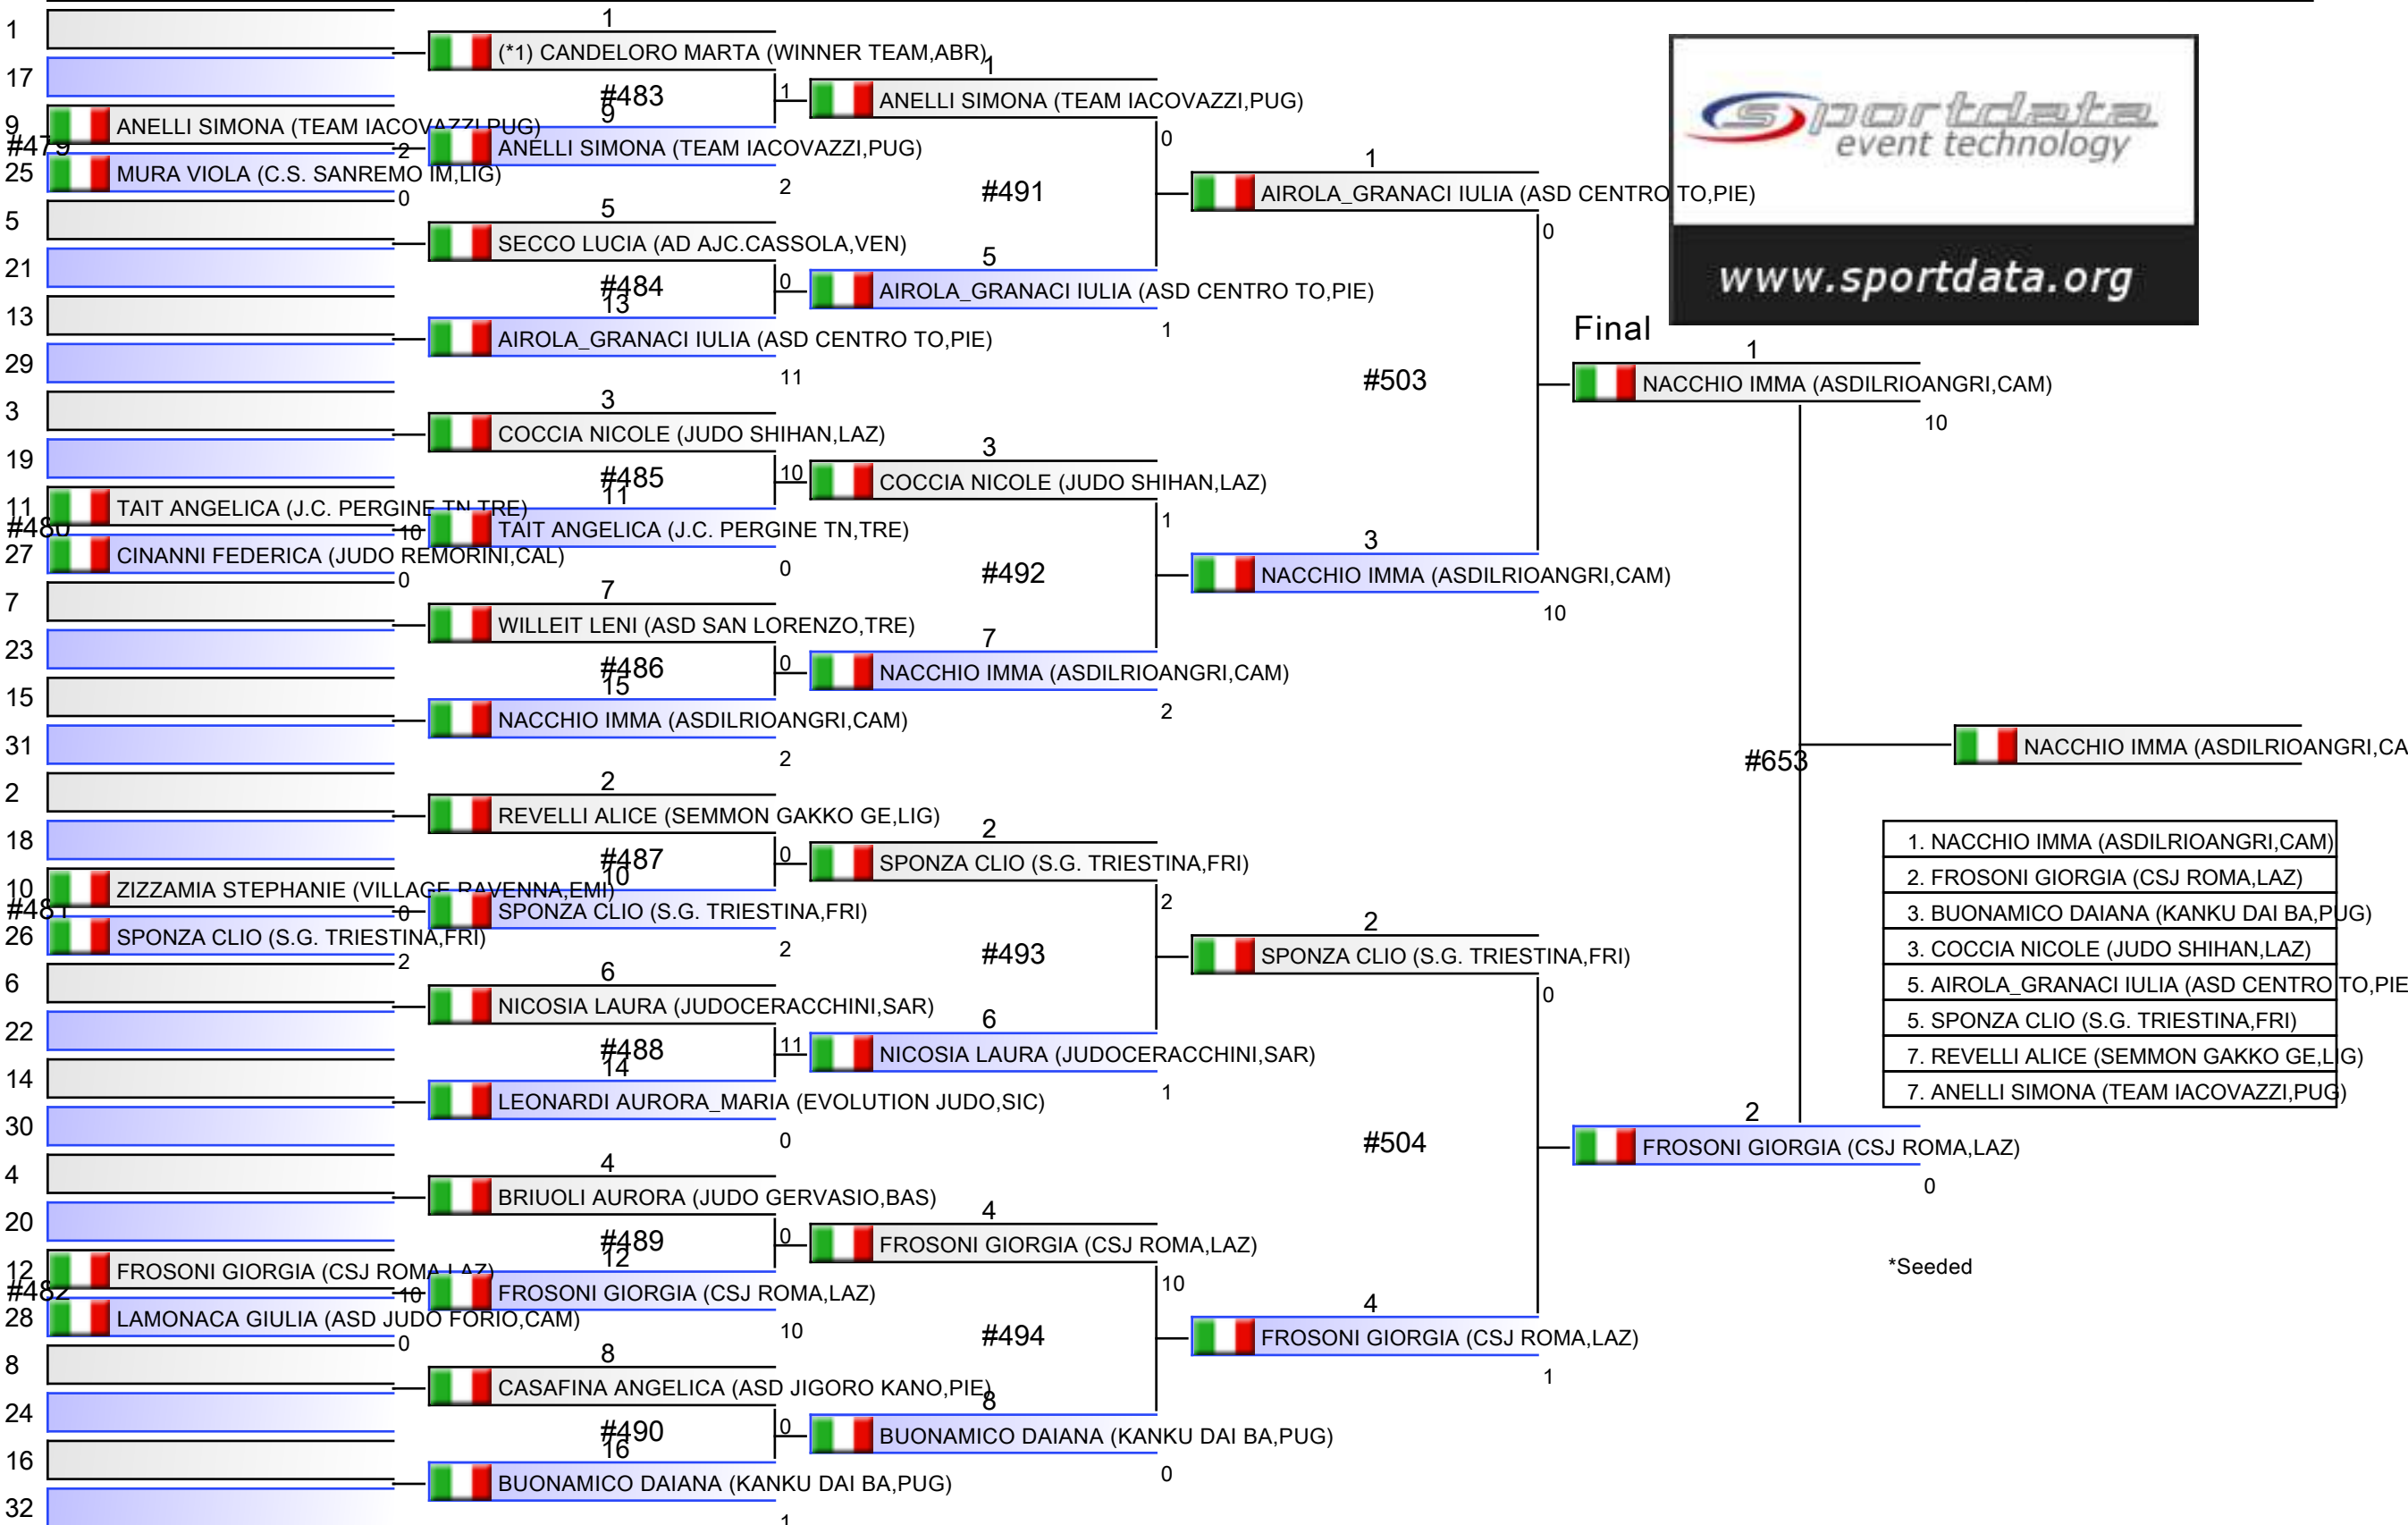 1
17
9
#479
25
5
21
13
29
3
19
11
#480
27
7
23
15
31
2
18
10
#481
26
6
22
14
30
4
20
12
#482
28
8
24
16
32
ANELLI SIMONA (TEAM IACOVAZZI,PUG)
2
MURA VIOLA (C.S. SANREMO IM,LIG)
0
TAIT ANGELICA (J.C. PERGINE TN,TRE)
10
CINANNI FEDERICA (JUDO REMORINI,CAL)
0
ZIZZAMIA STEPHANIE (VILLAGE RAVENNA,EMI)
0
SPONZA CLIO (S.G. TRIESTINA,FRI)
2
FROSONI GIORGIA (CSJ ROMA,LAZ)
10
LAMONACA GIULIA (ASD JUDO FORIO,CAM)
0
1
(*1) CANDELORO MARTA (WINNER TEAM,ABR)
#483
1
9
ANELLI SIMONA (TEAM IACOVAZZI,PUG)
2
5
SECCO LUCIA (AD AJC.CASSOLA,VEN)
#484
0
13
AIROLA_GRANACI IULIA (ASD CENTRO TO,PIE)
11
3
COCCIA NICOLE (JUDO SHIHAN,LAZ)
#485
10
11
TAIT ANGELICA (J.C. PERGINE TN,TRE)
0
7
WILLEIT LENI (ASD SAN LORENZO,TRE)
#486
0
15
NACCHIO IMMA (ASDILRIOANGRI,CAM)
2
2
REVELLI ALICE (SEMMON GAKKO GE,LIG)
#487
0
10
SPONZA CLIO (S.G. TRIESTINA,FRI)
2
6
NICOSIA LAURA (JUDOCERACCHINI,SAR)
#488
11
14
LEONARDI AURORA_MARIA (EVOLUTION JUDO,SIC)
0
4
BRIUOLI AURORA (JUDO GERVASIO,BAS)
#489
0
12
FROSONI GIORGIA (CSJ ROMA,LAZ)
10
8
CASAFINA ANGELICA (ASD JIGORO KANO,PIE)
#490
0
16
BUONAMICO DAIANA (KANKU DAI BA,PUG)
1
1
ANELLI SIMONA (TEAM IACOVAZZI,PUG)
0
#491
5
AIROLA_GRANACI IULIA (ASD CENTRO TO,PIE)
1
3
COCCIA NICOLE (JUDO SHIHAN,LAZ)
1
#492
7
NACCHIO IMMA (ASDILRIOANGRI,CAM)
2
2
SPONZA CLIO (S.G. TRIESTINA,FRI)
2
#493
6
NICOSIA LAURA (JUDOCERACCHINI,SAR)
1
4
FROSONI GIORGIA (CSJ ROMA,LAZ)
10
#494
8
BUONAMICO DAIANA (KANKU DAI BA,PUG)
0
1
AIROLA_GRANACI IULIA (ASD CENTRO TO,PIE)
0
#503
3
NACCHIO IMMA (ASDILRIOANGRI,CAM)
10
2
SPONZA CLIO (S.G. TRIESTINA,FRI)
0
#504
4
FROSONI GIORGIA (CSJ ROMA,LAZ)
1
sportdata
event technology
www.sportdata.org
Final
1
NACCHIO IMMA (ASDILRIOANGRI,CAM)
10
#653
2
FROSONI GIORGIA (CSJ ROMA,LAZ)
0
NACCHIO IMMA (ASDILRIOANGRI,CA
1. NACCHIO IMMA (ASDILRIOANGRI,CAM)
2. FROSONI GIORGIA (CSJ ROMA,LAZ)
3. BUONAMICO DAIANA (KANKU DAI BA,PUG)
3. COCCIA NICOLE (JUDO SHIHAN,LAZ)
5. AIROLA_GRANACI IULIA (ASD CENTRO TO,PIE
5. SPONZA CLIO (S.G. TRIESTINA,FRI)
7. REVELLI ALICE (SEMMON GAKKO GE,LIG)
7. ANELLI SIMONA (TEAM IACOVAZZI,PUG)
*Seeded